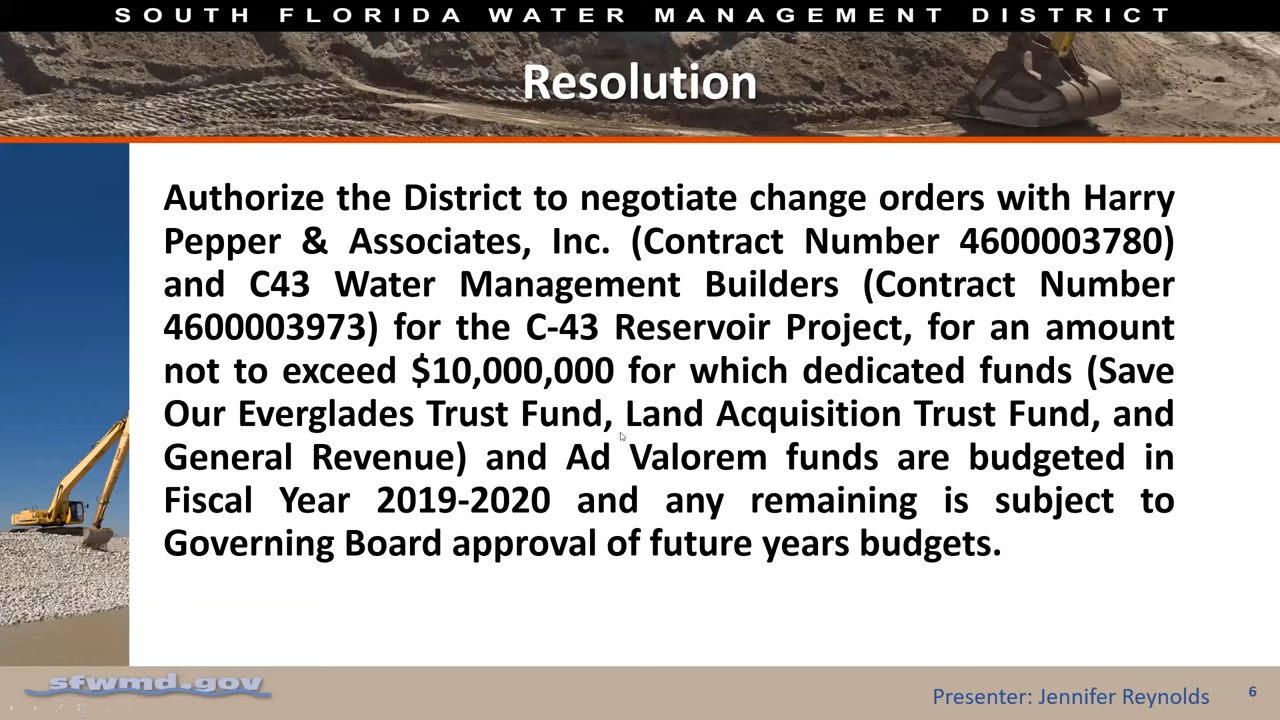 SOUTH FLORIDA WATER MANAGEMENT DISTRICT
Resolution
Authorize the District to negotiate change orders with Harry
Pepper & Associates, Inc. (Contract Number 4600003780)
and C43 Water Management Builders (Contract Number
4600003973) for the C-43 Reservoir Project, for an amount
not to exceed $10,000,000 for which dedicated funds (Save
Our Everglades Trust Fund, Land Acquisition Trust Fund, and
General Revenue) and Ad Valorem funds are budgeted in
Fiscal Year 2019-2020 and any remaining is subject to
Governing Board approval of future years budgets.
sfwmd.gov
Presenter: Jennifer Reynolds
6